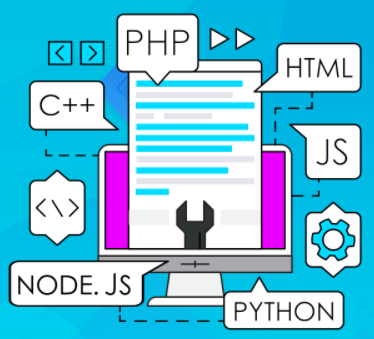 PHP
HTML
C++
JS
<\>
NODE. JS
PYTHON